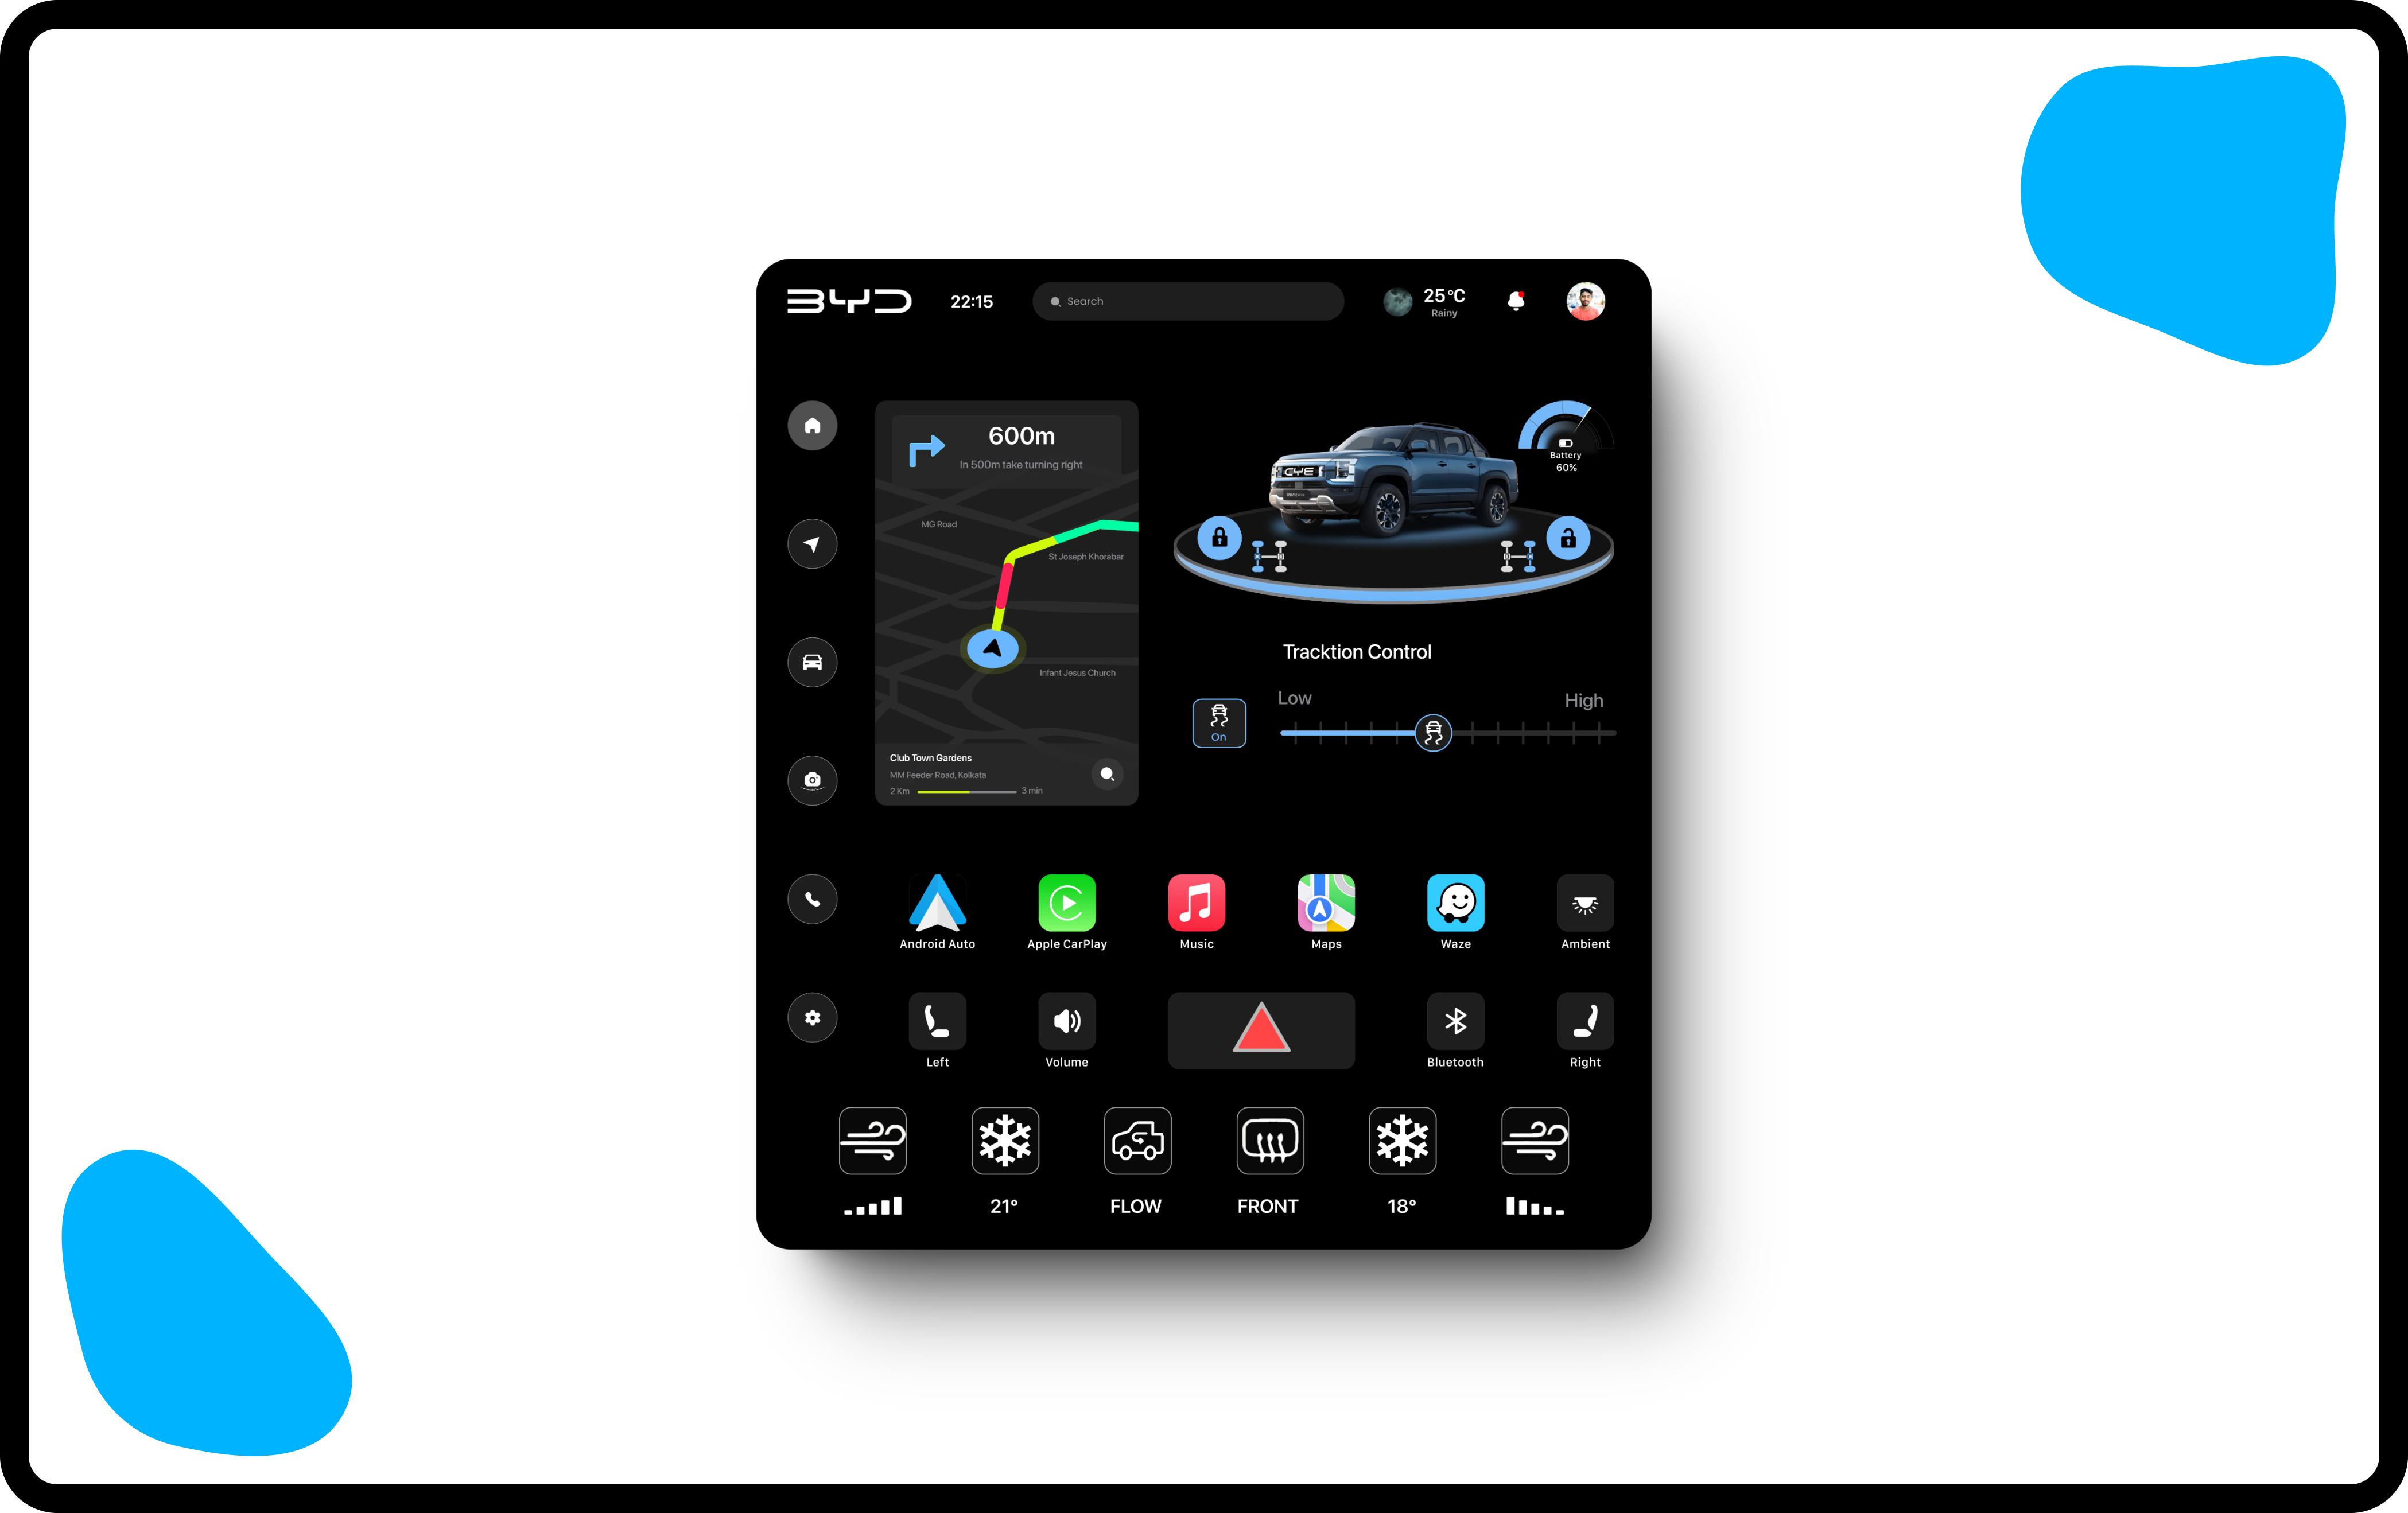 BYD
22:15
Search
25°C
Rainy
600m
In 500m take turning right
MG Road
St Joseph Khorabar
Infant Jesus Church
Club Town Gardens
MM Feeder Road, Kolkata
2 Km
3 min
Battery
60%
Tracktion Control
Low
High
On
Android Auto
Apple CarPlay
Music
Maps
Waze
Ambient
Left
Volume
Bluetooth
Right
21°
FLOW
FRONT
18°